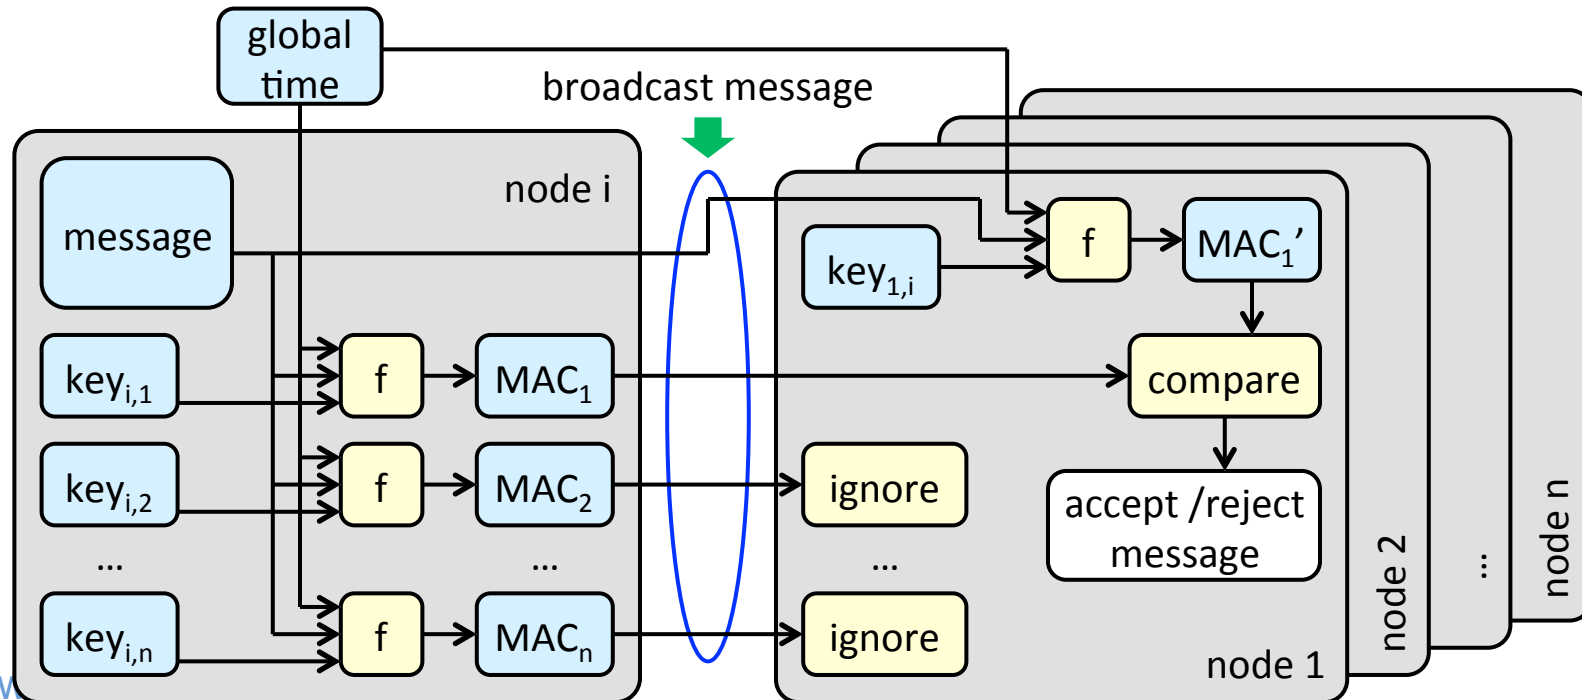 global
time
broadcast message
node i
message
f
MAC₁’
key₁,ᵢ
keyᵢ,₁
f
MAC₁
compare
keyᵢ,₂
f
MAC₂
ignore
accept /reject
message
...
...
...
keyᵢ,ₙ
f
MACₙ
ignore
node 1
node 2
...
node n